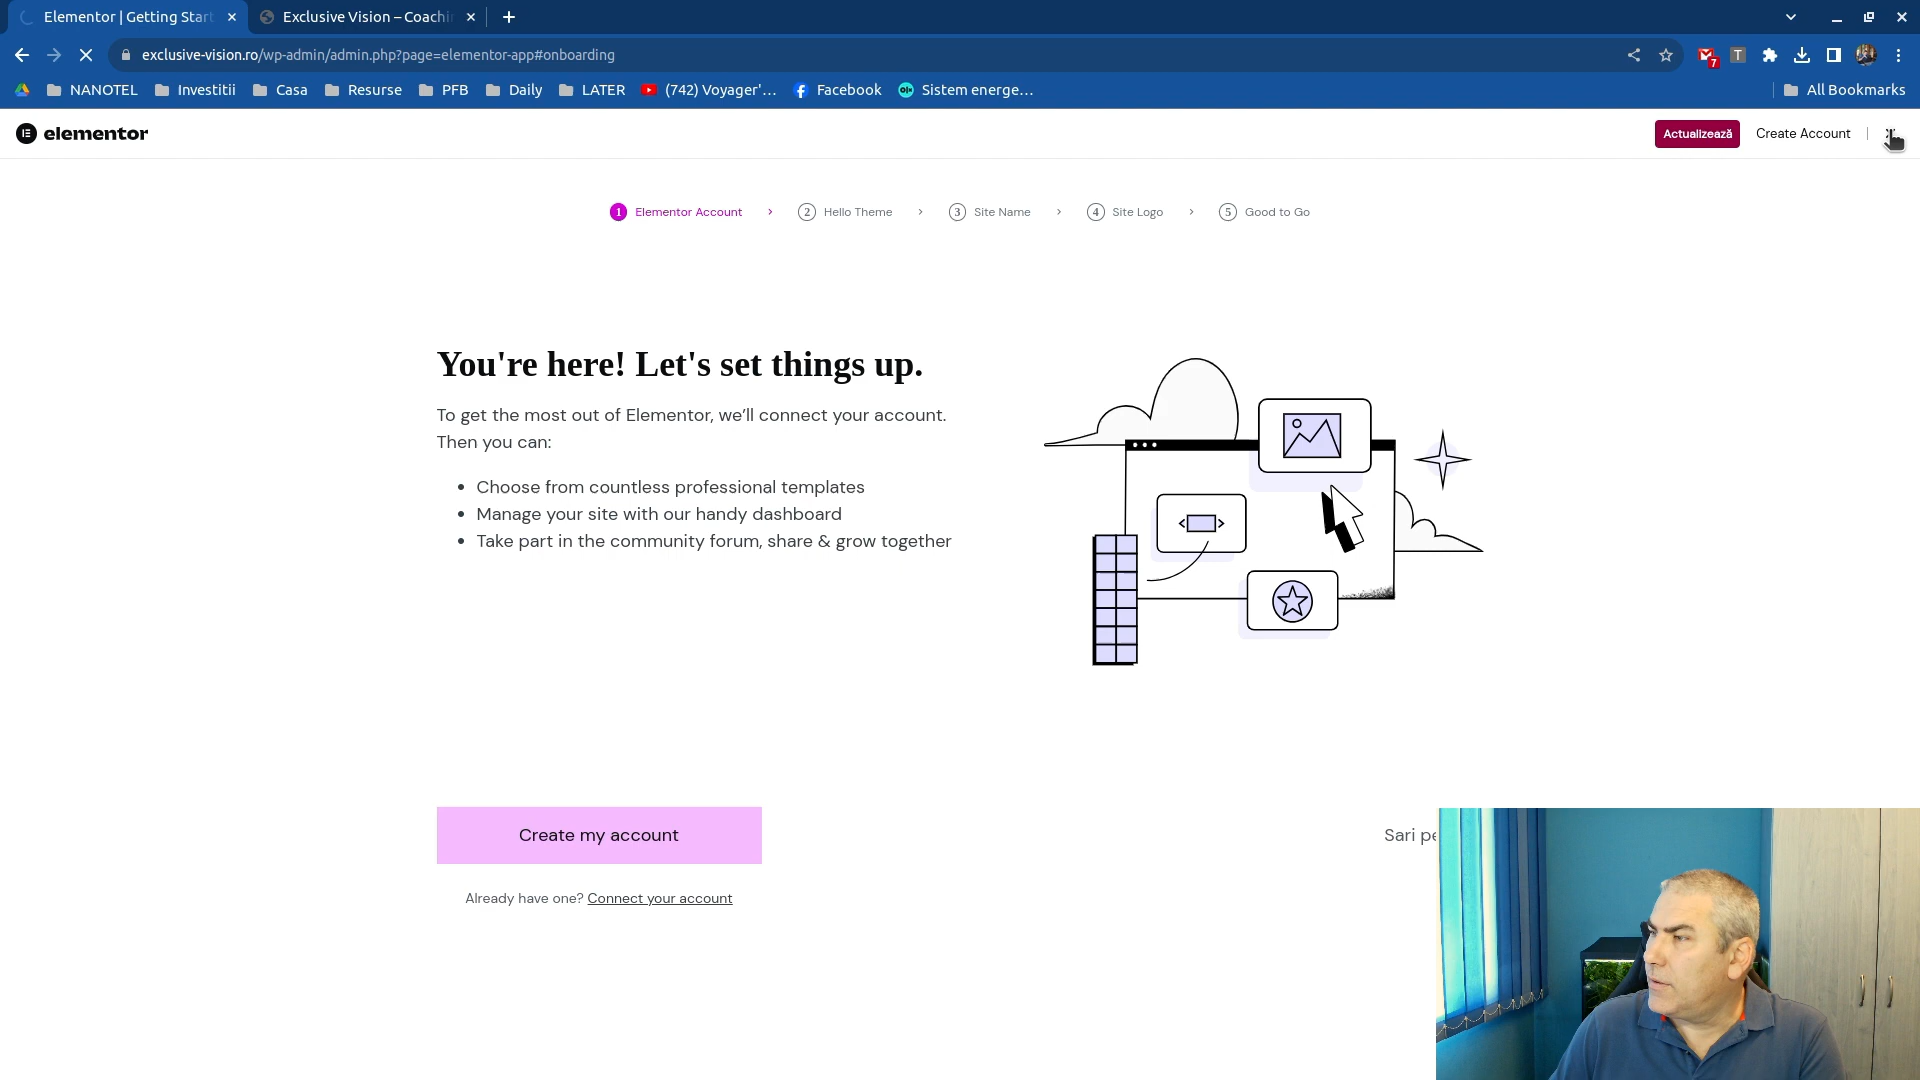 Elementor | Getting Start
Exclusive Vision – Coachin
exclusive-vision.ro/wp-admin/admin.php?page=elementor-app#onboarding
7
T
NANOTEL
Investitii
Casa
Resurse
PFB
Daily
LATER
(742) Voyager'...
Facebook
Sistem energe...
All Bookmarks
elementor
Actualizează
Create Account
1 Elementor Account
2 Hello Theme
3 Site Name
4 Site Logo
5 Good to Go
You're here! Let's set things up.
To get the most out of Elementor, we’ll connect your account.
Then you can:
Choose from countless professional templates
Manage your site with our handy dashboard
Take part in the community forum, share & grow together
Create my account
Sari pe
Already have one? Connect your account